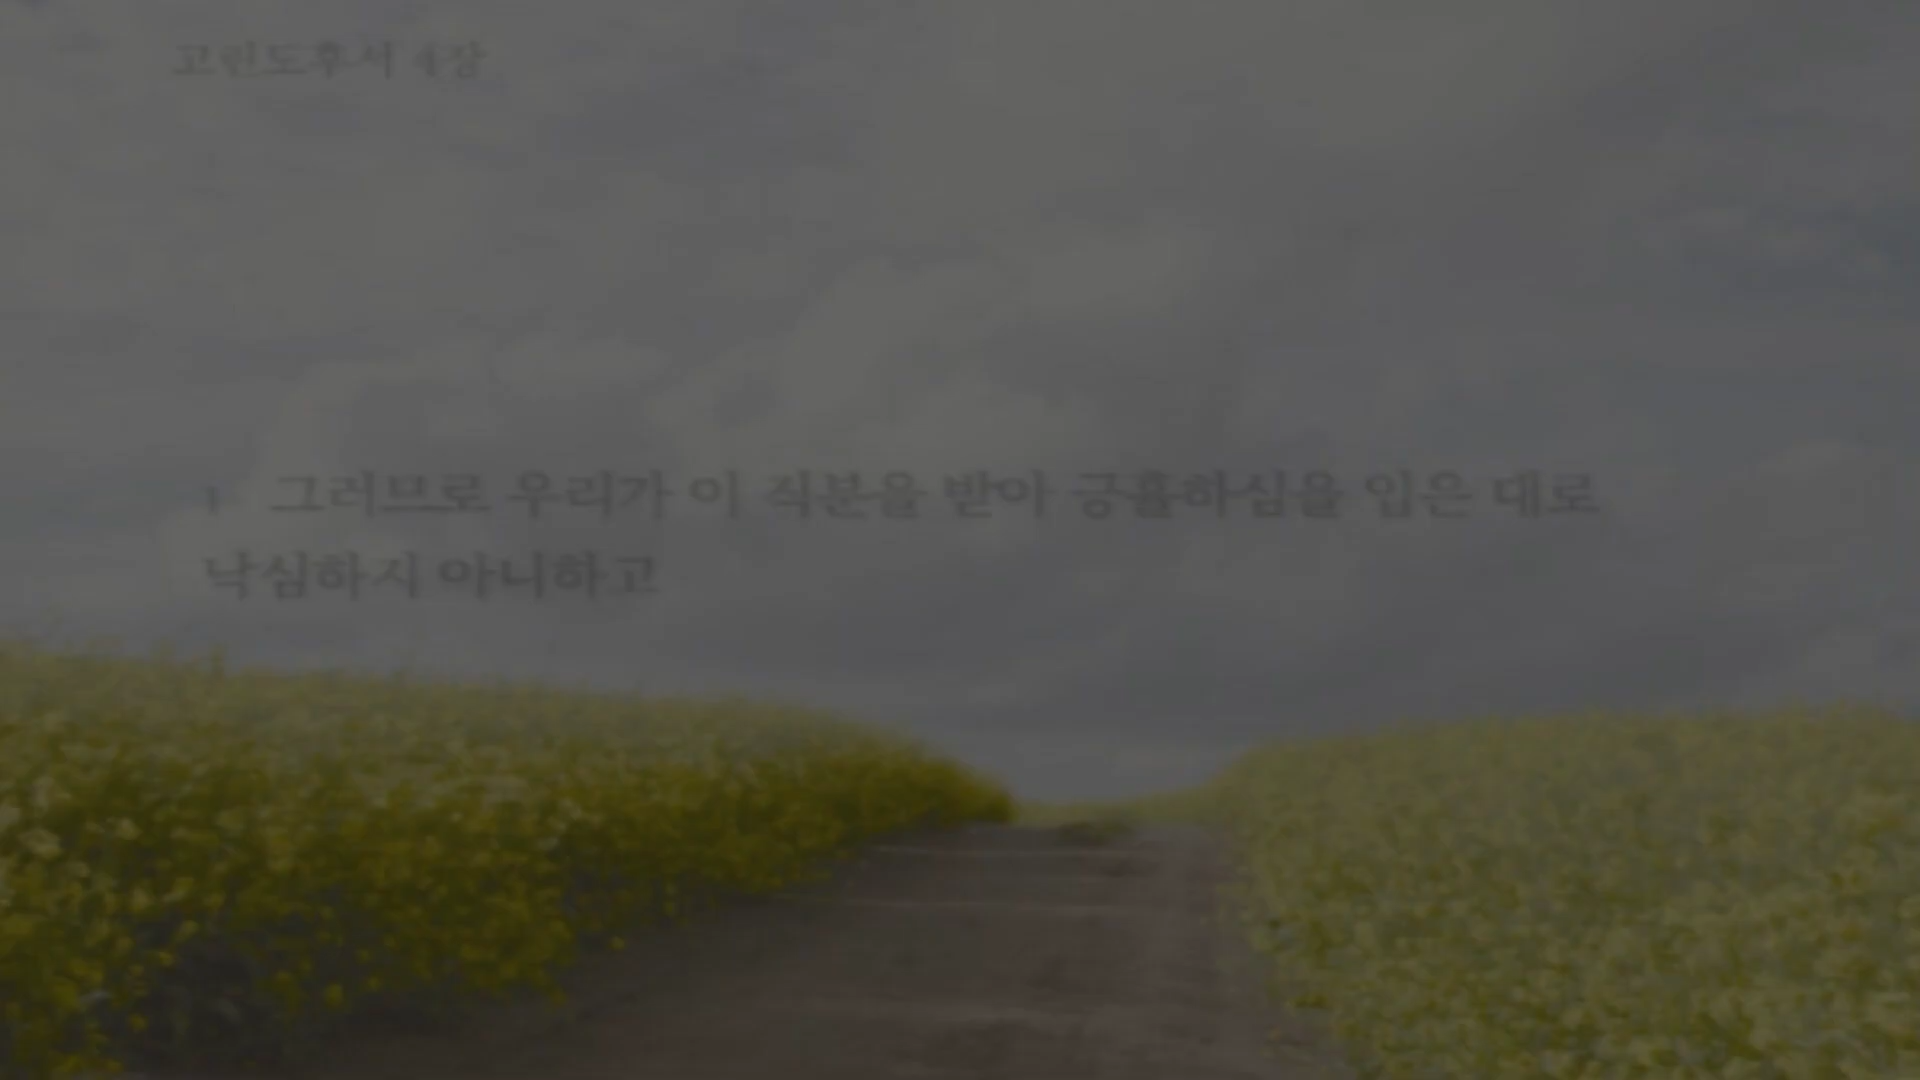 고린도후서 4장
1 그러므로 우리가 이 직분을 받아 긍휼하심을 입은 대로
낙심하지 아니하고